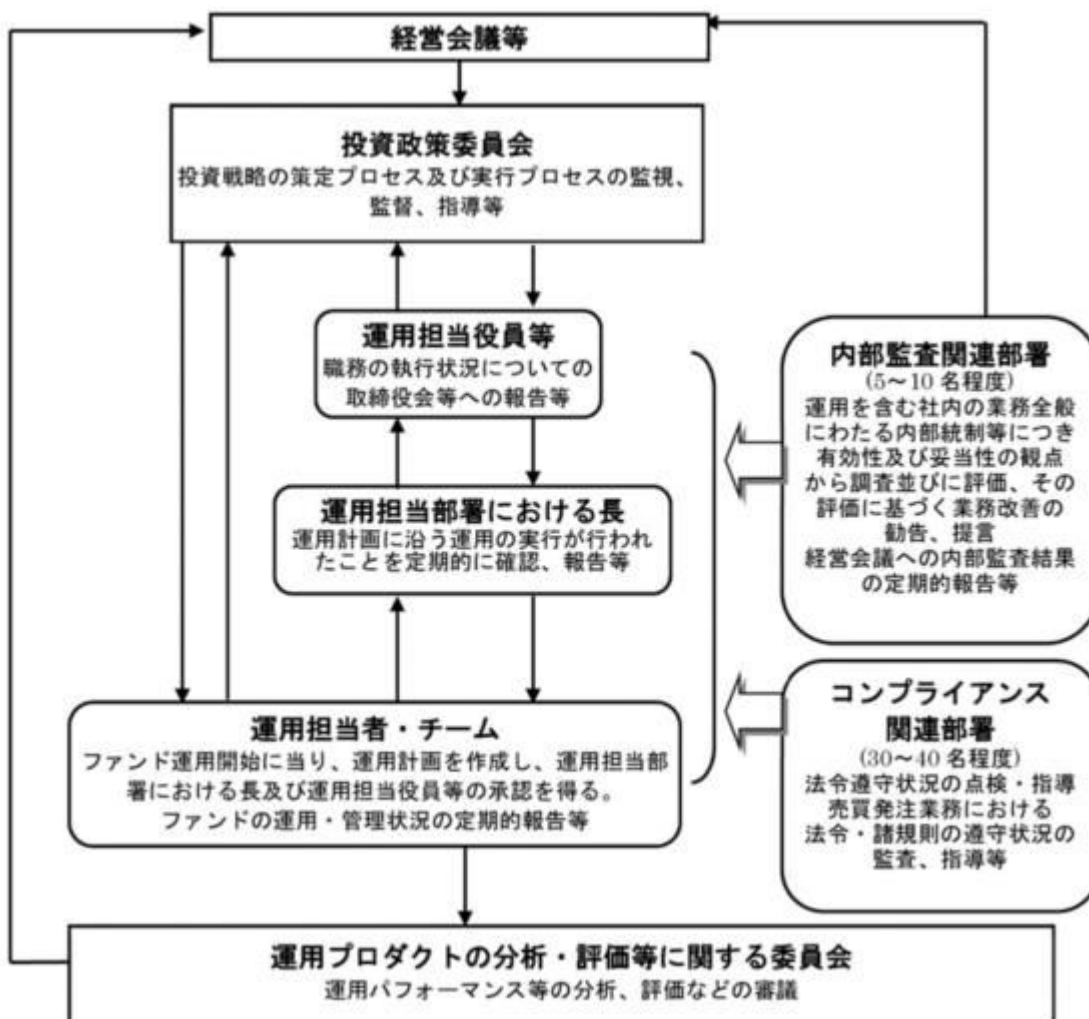 経営会議等
投資政策委員会
投資戦略の策定プロセス及び実行プロセスの監視、
監督、指導等
運用担当役員等
職務の執行状況についての
取締役会等への報告等
運用担当部署における長
運用計画に沿う運用の実行が行われ
たことを定期的に確認、報告等
運用担当者・チーム
ファンド運用開始に当り、運用計画を作成し、運用担当部
署における長及び運用担当役員等の承認を得る。
ファンドの運用・管理状況の定期的報告等
内部監査関連部署
(5～10 名程度)
運用を含む社内の業務全般
にわたる内部統制等につき
有効性及び妥当性の観点
から調査並びに評価、その
評価に基づく業務改善の
勧告、提言
経営会議への内部監査結果
の定期的報告等
コンプライアンス
関連部署
(30～40 名程度)
法令遵守状況の点検・指導
売買発注業務における
法令・諸規則の遵守状況の
監査、指導等
運用プロダクトの分析・評価等に関する委員会
運用パフォーマンス等の分析、評価などの審議